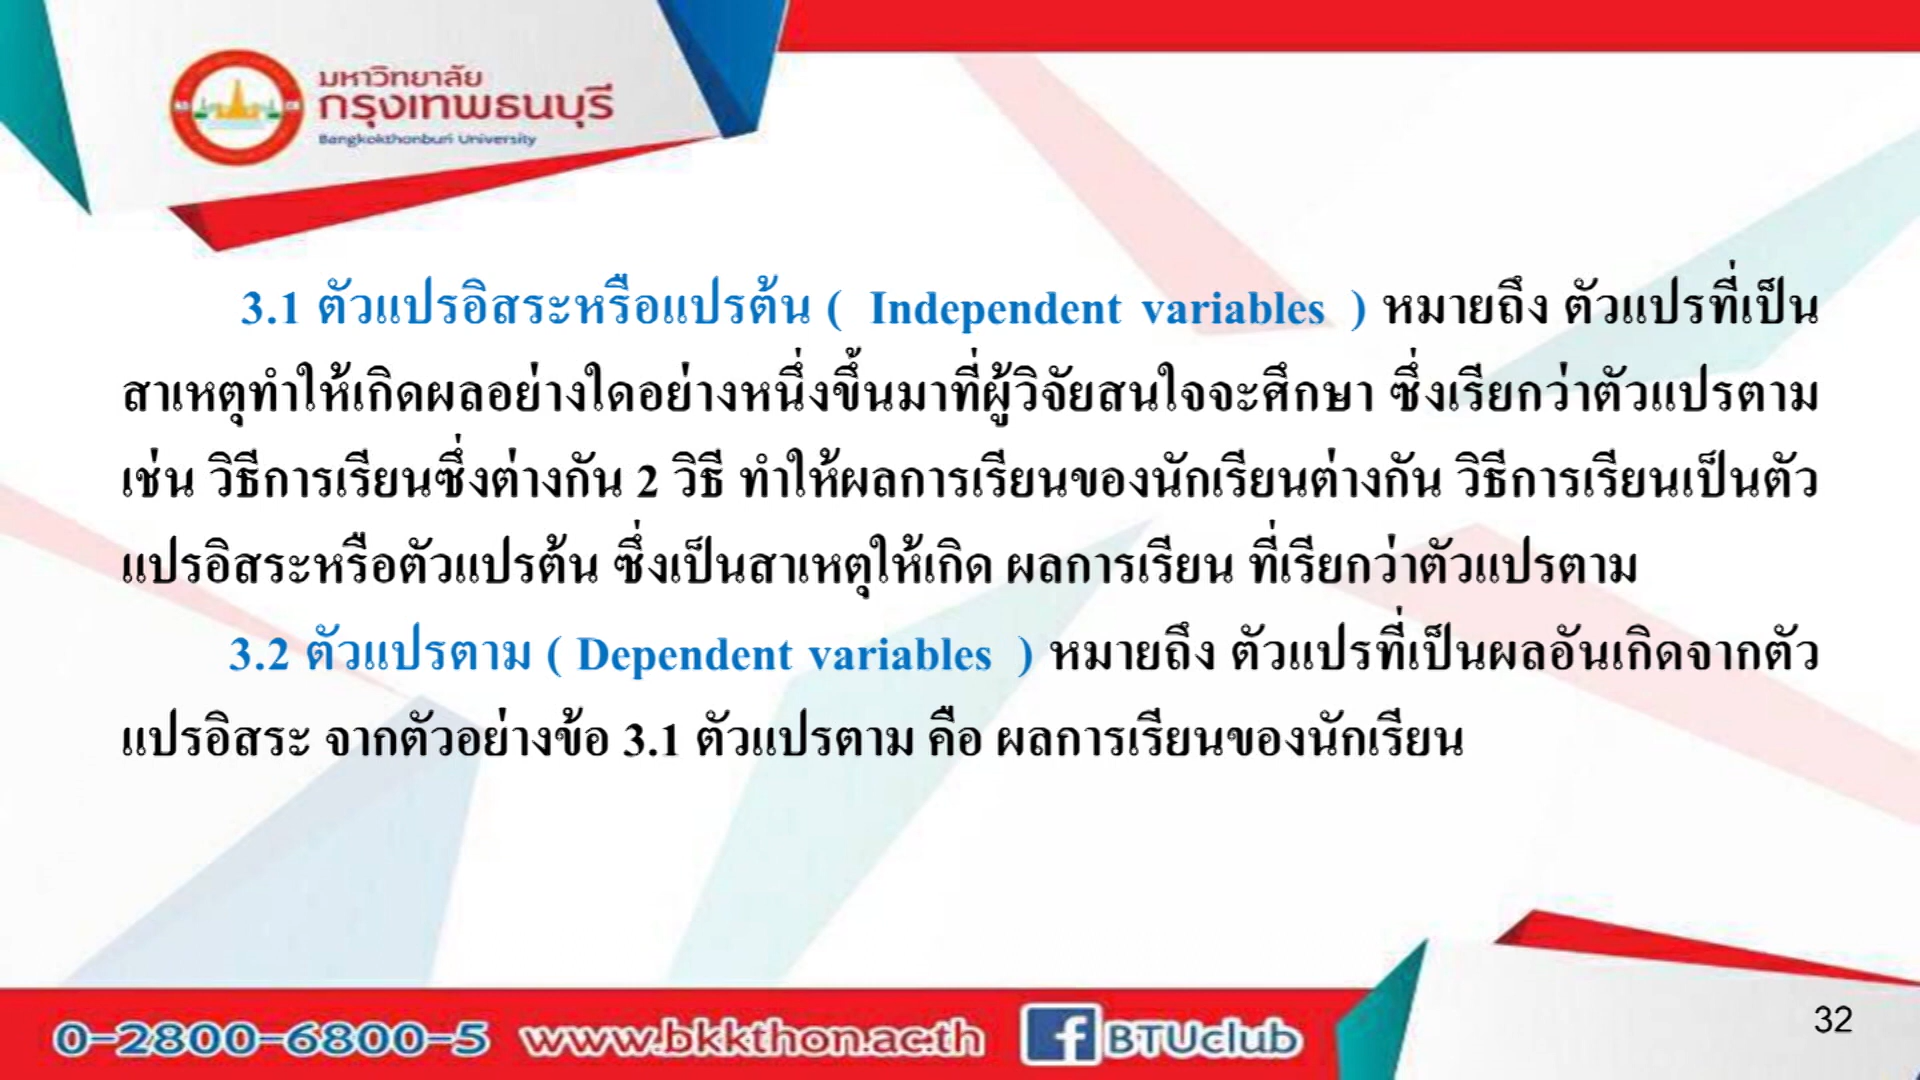 มหาวิทยาลัย
กรุงเทพธนบุรี
Bangkokthonburi University
3.1 ตัวแปรอิสระหรือแปรต้น ( Independent variables ) หมายถึง ตัวแปรที่เป็น
สาเหตุทำให้เกิดผลอย่างใดอย่างหนึ่งขึ้นมาที่ผู้วิจัยสนใจจะศึกษา ซึ่งเรียกว่าตัวแปรตาม
เช่น วิธีการเรียนซึ่งต่างกัน 2 วิธี ทำให้ผลการเรียนของนักเรียนต่างกัน วิธีการเรียนเป็นตัว
แปรอิสระหรือตัวแปรต้น ซึ่งเป็นสาเหตุให้เกิด ผลการเรียน ที่เรียกว่าตัวแปรตาม
3.2 ตัวแปรตาม ( Dependent variables ) หมายถึง ตัวแปรที่เป็นผลอันเกิดจากตัว
แปรอิสระ จากตัวอย่างข้อ 3.1 ตัวแปรตาม คือ ผลการเรียนของนักเรียน
0-2800-6800-5 www.bkkthon.ac.th f BTUclub
32